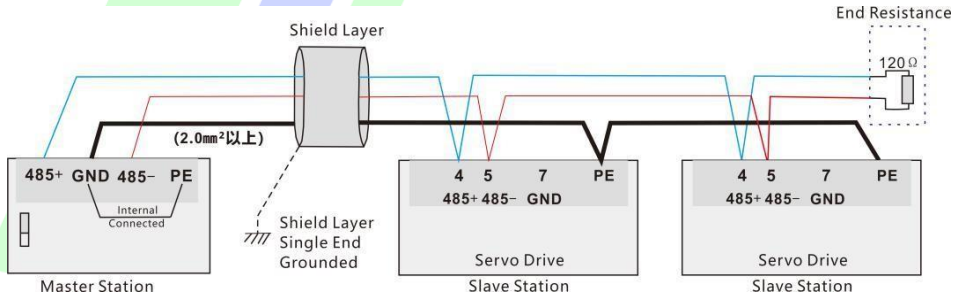 End Resistance
Shield Layer
120Ω
(2.0mm²以上)
485+ GND 485- PE
Internal
Connected
Shield Layer
Single End
Grounded
Master Station
4 5 7 PE
485+ 485- GND
Servo Drive
Slave Station
4 5 7 PE
485+ 485- GND
Servo Drive
Slave Station